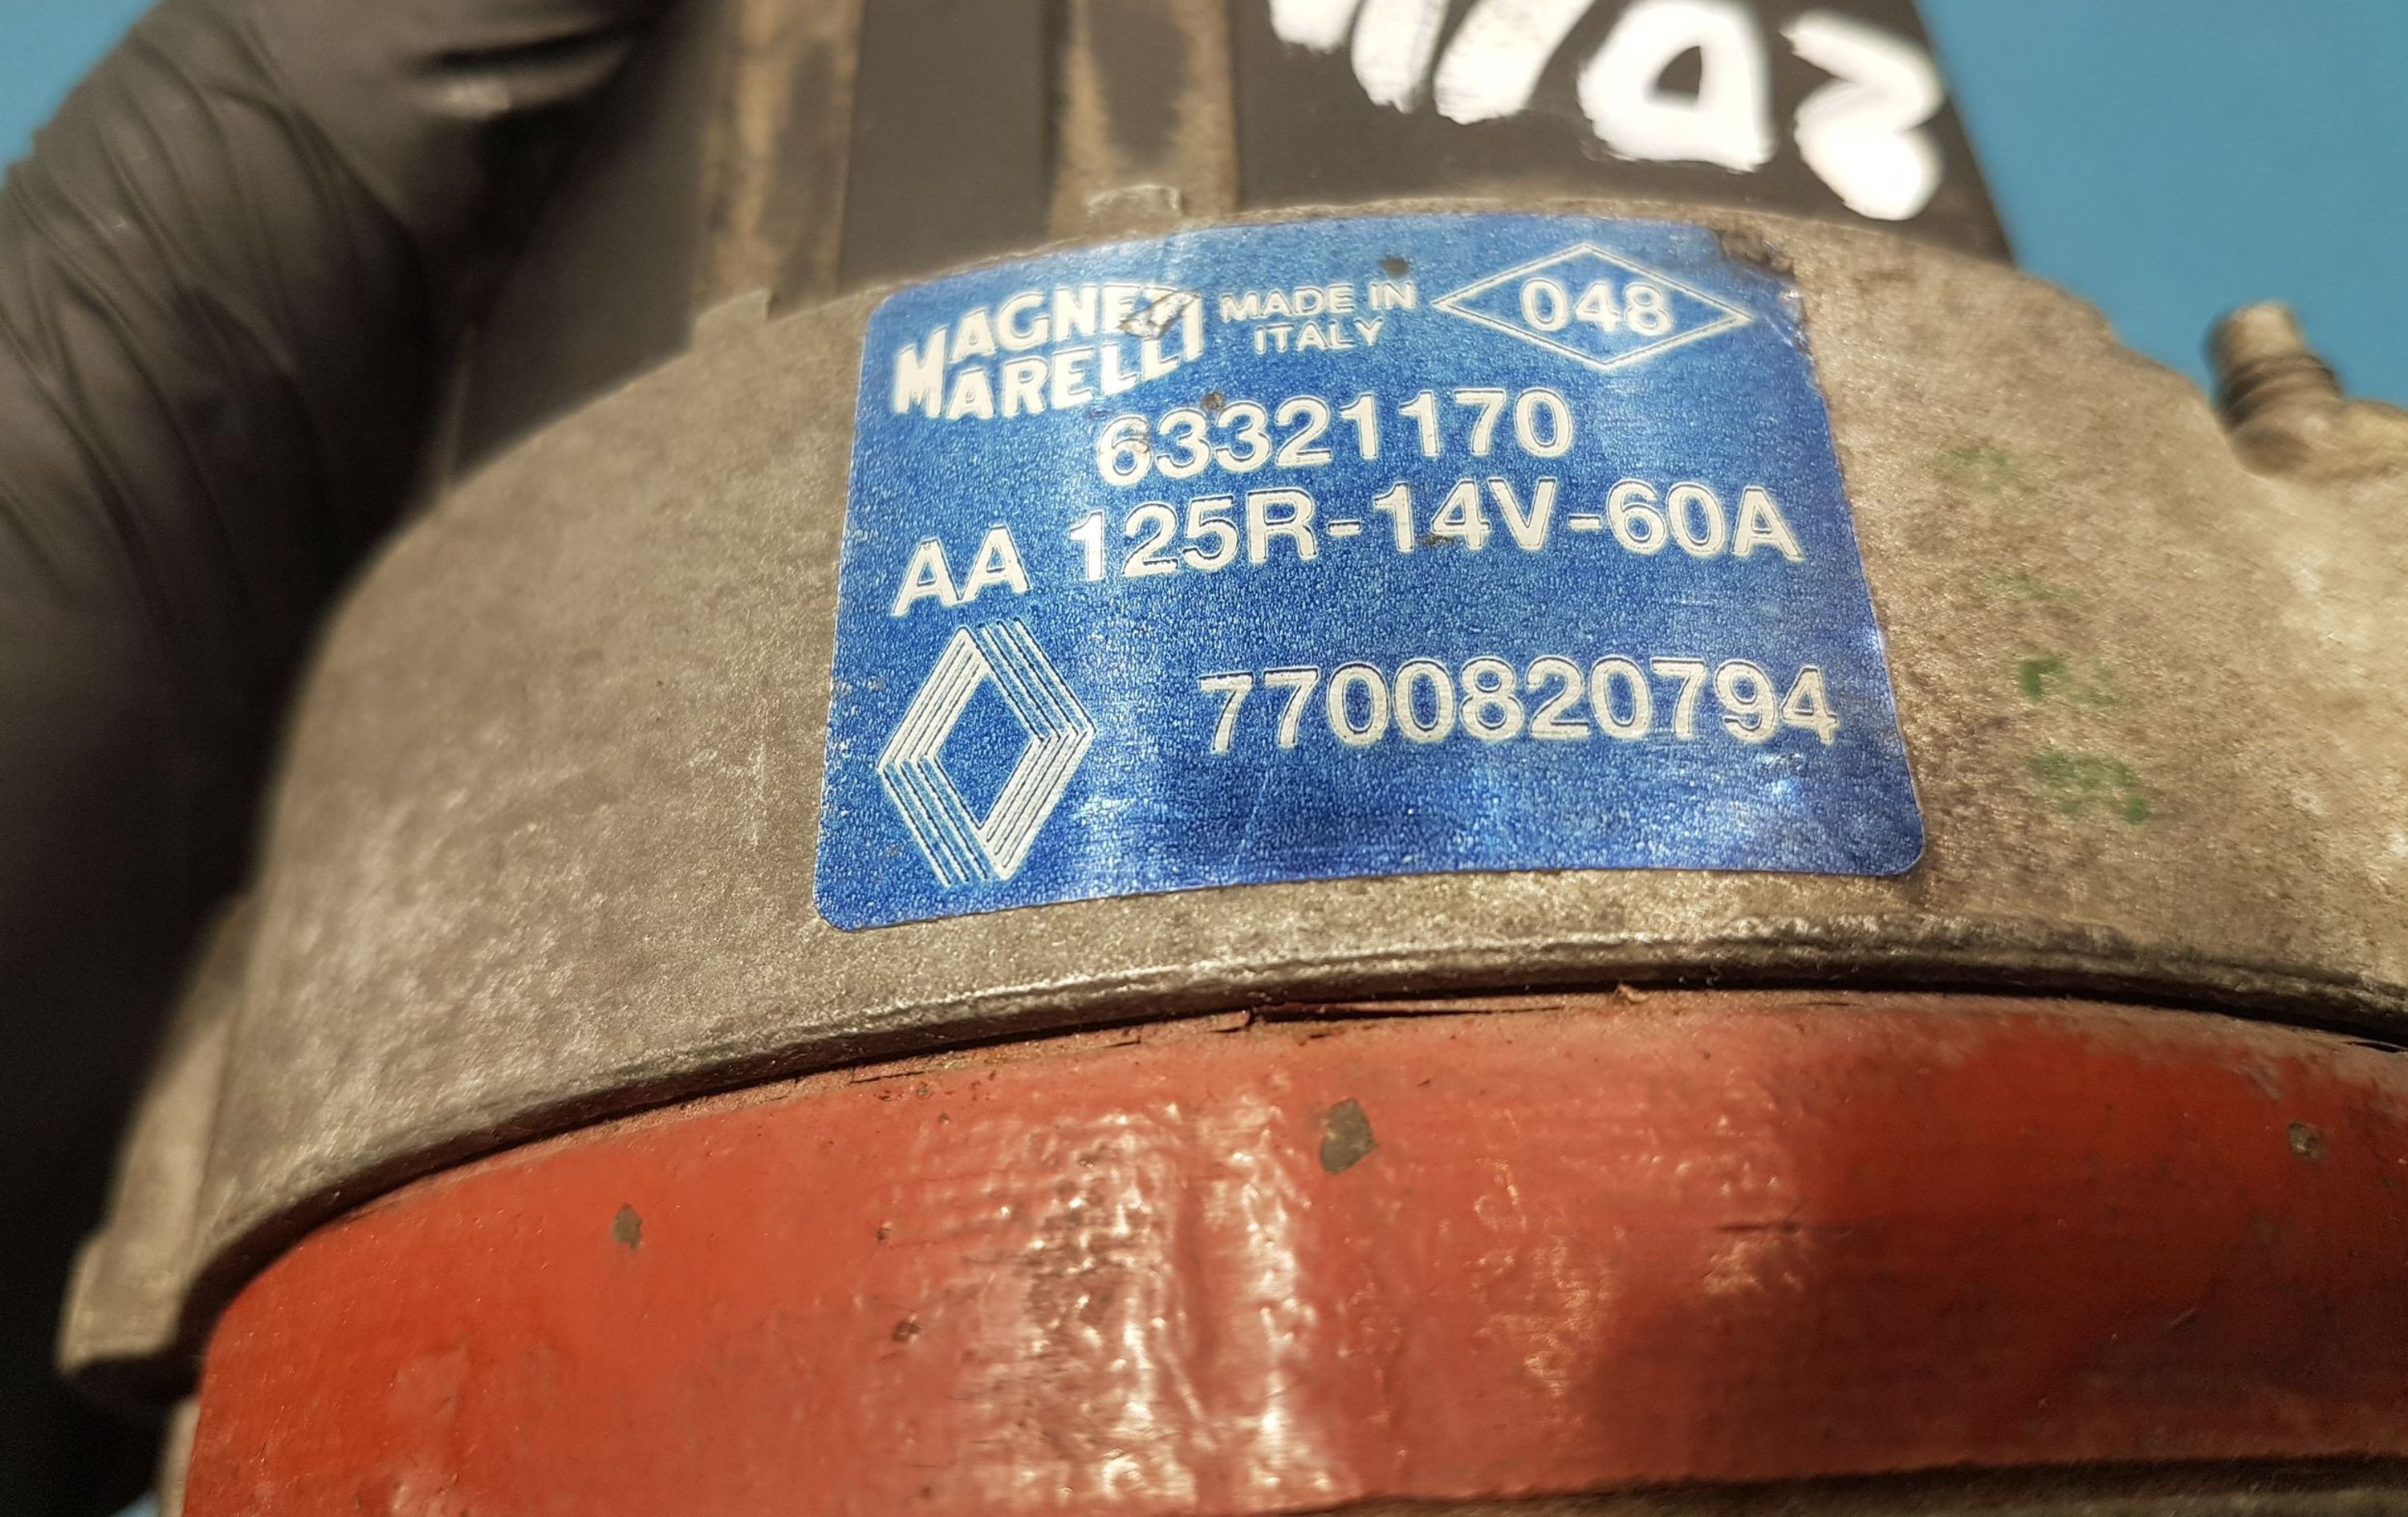 MAGNETI
MARELLI
MADE IN
ITALY
048
63321170
AA 125R-14V-60A
7700820794